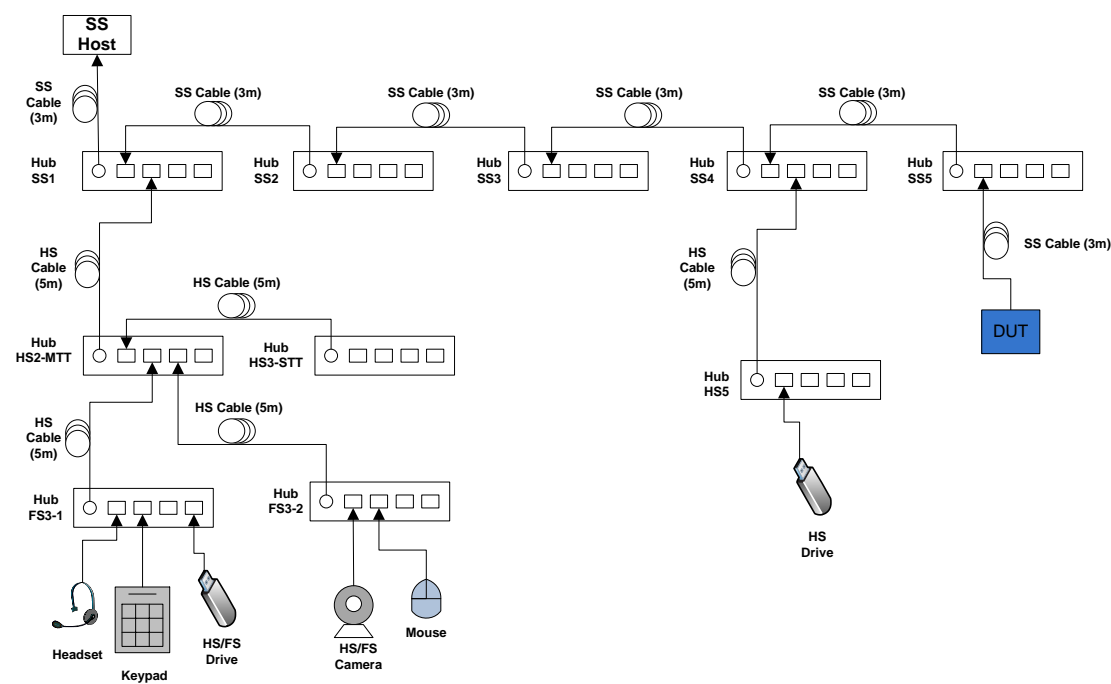 SS
Host
SS
Cable
(3m)
SS Cable (3m)
SS Cable (3m)
SS Cable (3m)
SS Cable (3m)
Hub
SS1
Hub
SS2
Hub
SS3
Hub
SS4
Hub
SS5
HS
Cable
(5m)
HS
Cable
(5m)
SS Cable (3m)
HS Cable (5m)
Hub
HS2-MTT
Hub
HS3-STT
DUT
Hub
HS5
HS
Cable
(5m)
HS Cable (5m)
Hub
FS3-1
Hub
FS3-2
HS
Drive
Headset
Keypad
HS/FS
Drive
HS/FS
Camera
Mouse